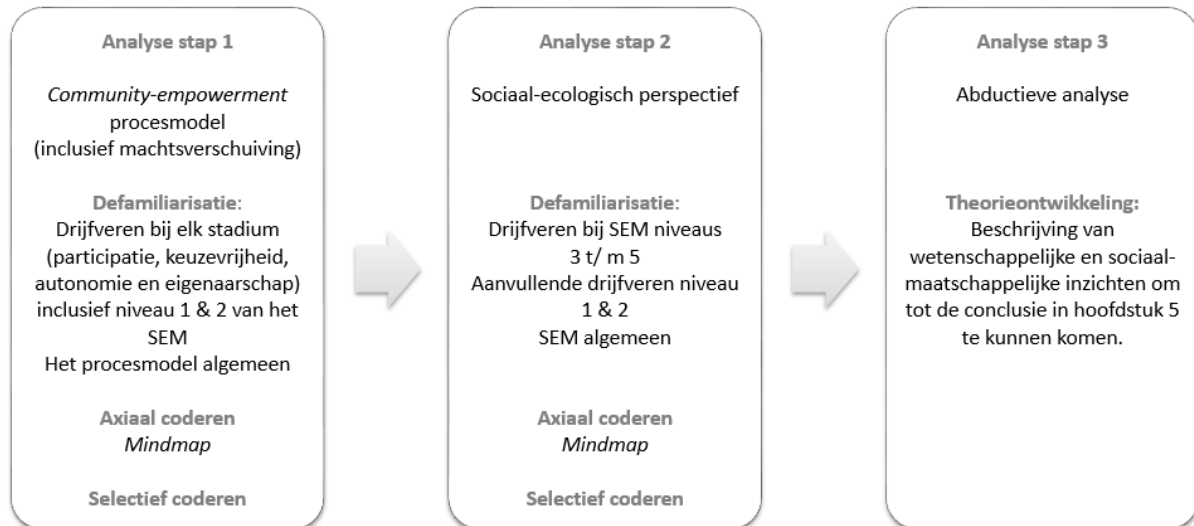 Analyse stap 1
Community-empowerment
procesmodel
(inclusief machtsverschuiving)
Defamiliarisatie:
Drijfveren bij elk stadium
(participatie, keuzevrijheid,
autonomie en eigenaarschap)
inclusief niveau 1 & 2 van het
SEM
Het procesmodel algemeen
Axiaal coderen
Mindmap
Selectief coderen
Analyse stap 2
Sociaal-ecologisch perspectief
Defamiliarisatie:
Drijfveren bij SEM niveaus
3 t/ m 5
Aanvullende drijfveren niveau
1 & 2
SEM algemeen
Axiaal coderen
Mindmap
Selectief coderen
Analyse stap 3
Abductieve analyse
Theorieontwikkeling:
Beschrijving van
wetenschappelijke en sociaal-
maatschappelijke inzichten om
tot de conclusie in hoofdstuk 5
te kunnen komen.